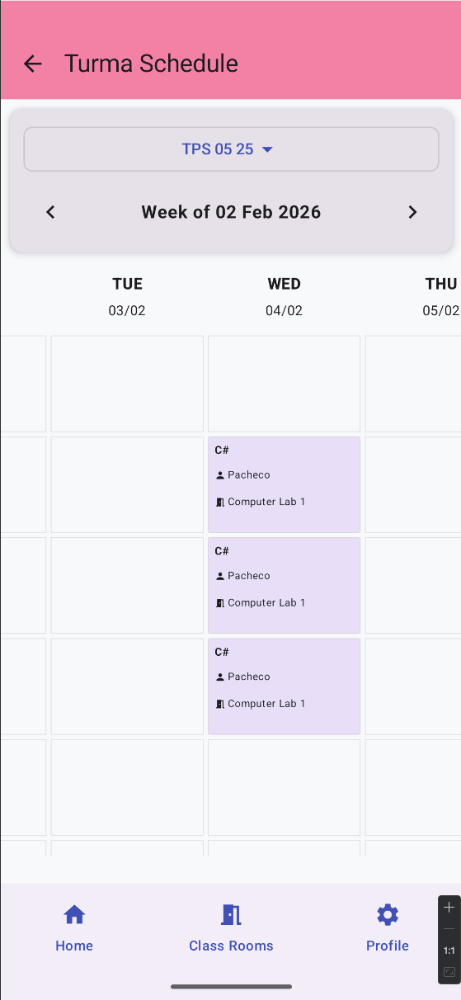 Turma Schedule
TPS 05 25
Week of 02 Feb 2026
TUE WED THU
03/02 04/02 05/02
C#
Pacheco
Computer Lab 1
C#
Pacheco
Computer Lab 1
C#
Pacheco
Computer Lab 1
Home Class Rooms Profile
1:1